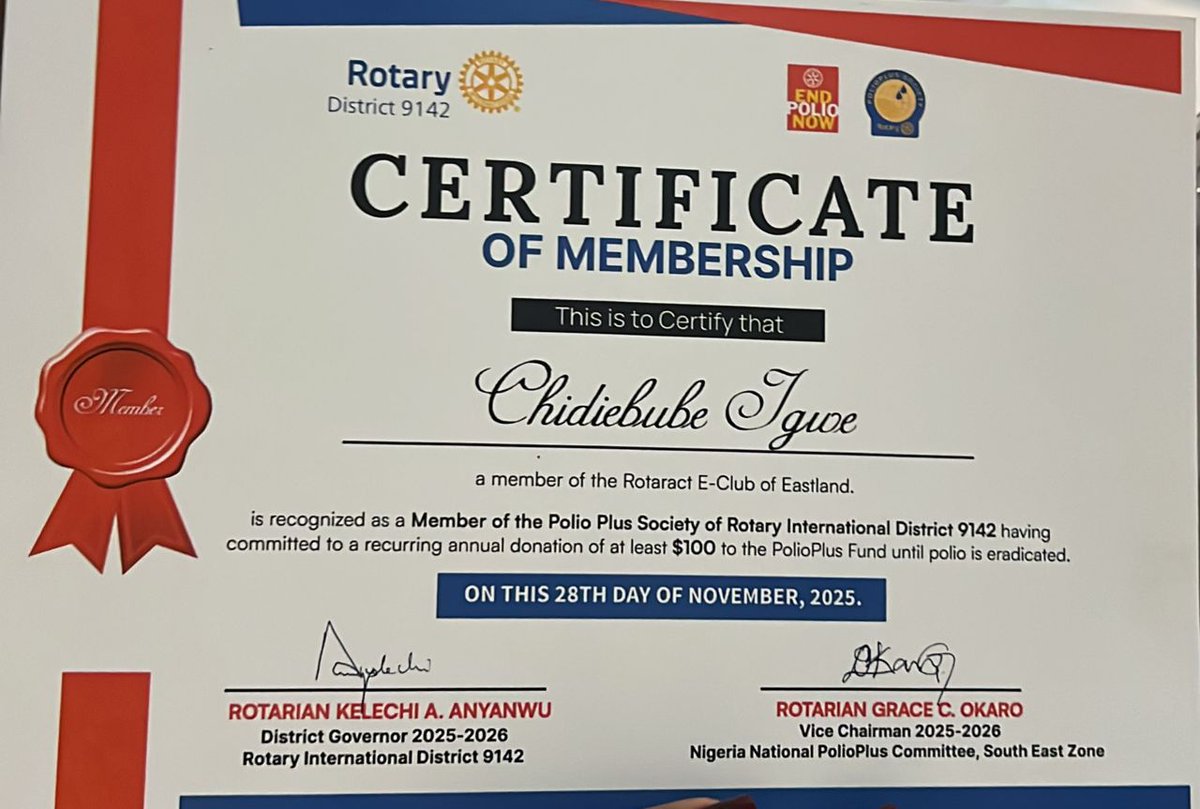 Rotary
District 9142
END
POLIO
NOW
POLIOPLUS SOCIETY
Rotary
CERTIFICATE
OF MEMBERSHIP
This is to Certify that
Chidiebube Igwe
Member
a member of the Rotaract E-Club of Eastland.
is recognized as a Member of the Polio Plus Society of Rotary International District 9142 having
committed to a recurring annual donation of at least $100 to the PolioPlus Fund until polio is eradicated.
ON THIS 28TH DAY OF NOVEMBER, 2025.
ROTARIAN KELECHI A. ANYANWU
District Governor 2025-2026
Rotary International District 9142
ROTARIAN GRACE C. OKARO
Vice Chairman 2025-2026
Nigeria National PolioPlus Committee, South East Zone